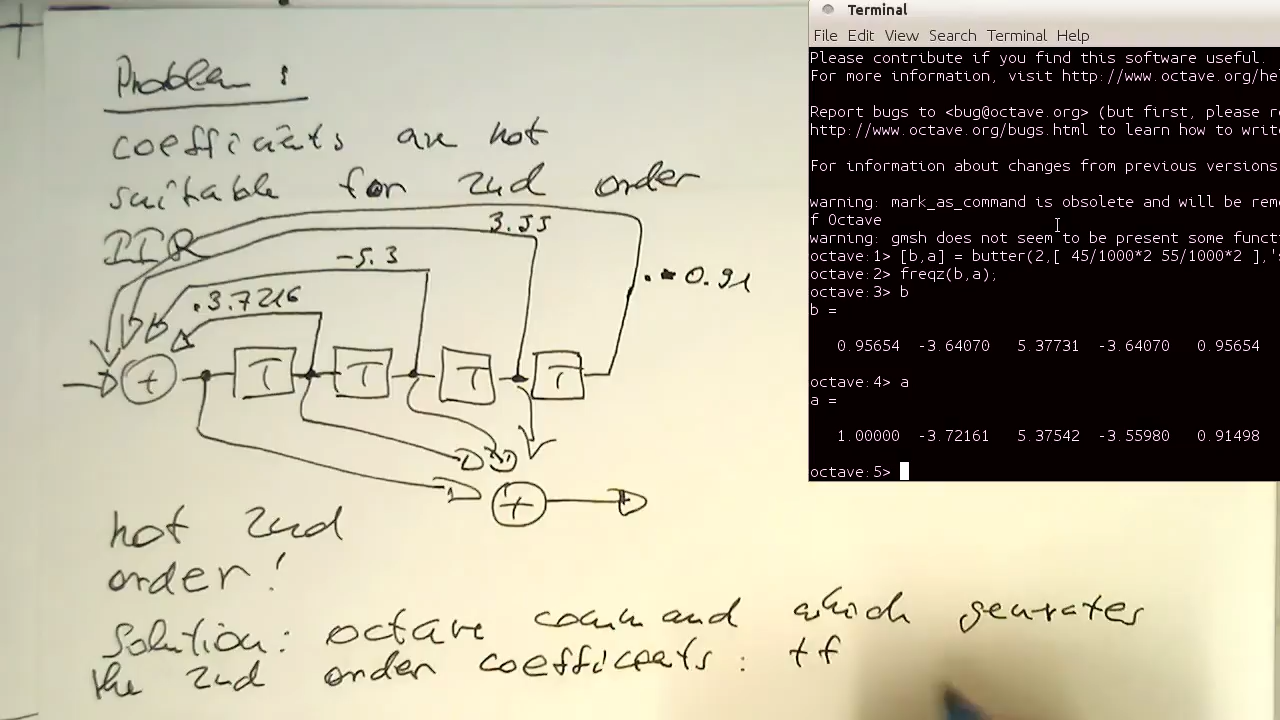 Problem :
coefficients are not
suitable for 2nd order
IIR
3.55
-5.3
.3.7216
.-0.91
+
T
T
T
T
+
not 2nd
order!
Solution: octave command which generates
the 2nd order coefficients : tf
Terminal
File Edit View Search Terminal Help
Please contribute if you find this software useful.
For more information, visit http://www.octave.org/hel
Report bugs to <bug@octave.org> (but first, please re
http://www.octave.org/bugs.html to learn how to writ
For information about changes from previous versions
warning: mark_as_command is obsolete and will be rem
f Octave
warning: gmsh does not seem to be present some funct
octave:1> [b,a] = butter(2,[ 45/1000*2 55/1000*2 ],'s
octave:2> freqz(b,a);
octave:3> b
b =
0.95654 -3.64070 5.37731 -3.64070 0.95654
octave:4> a
a =
1.00000 -3.72161 5.37542 -3.55980 0.91498
octave:5>